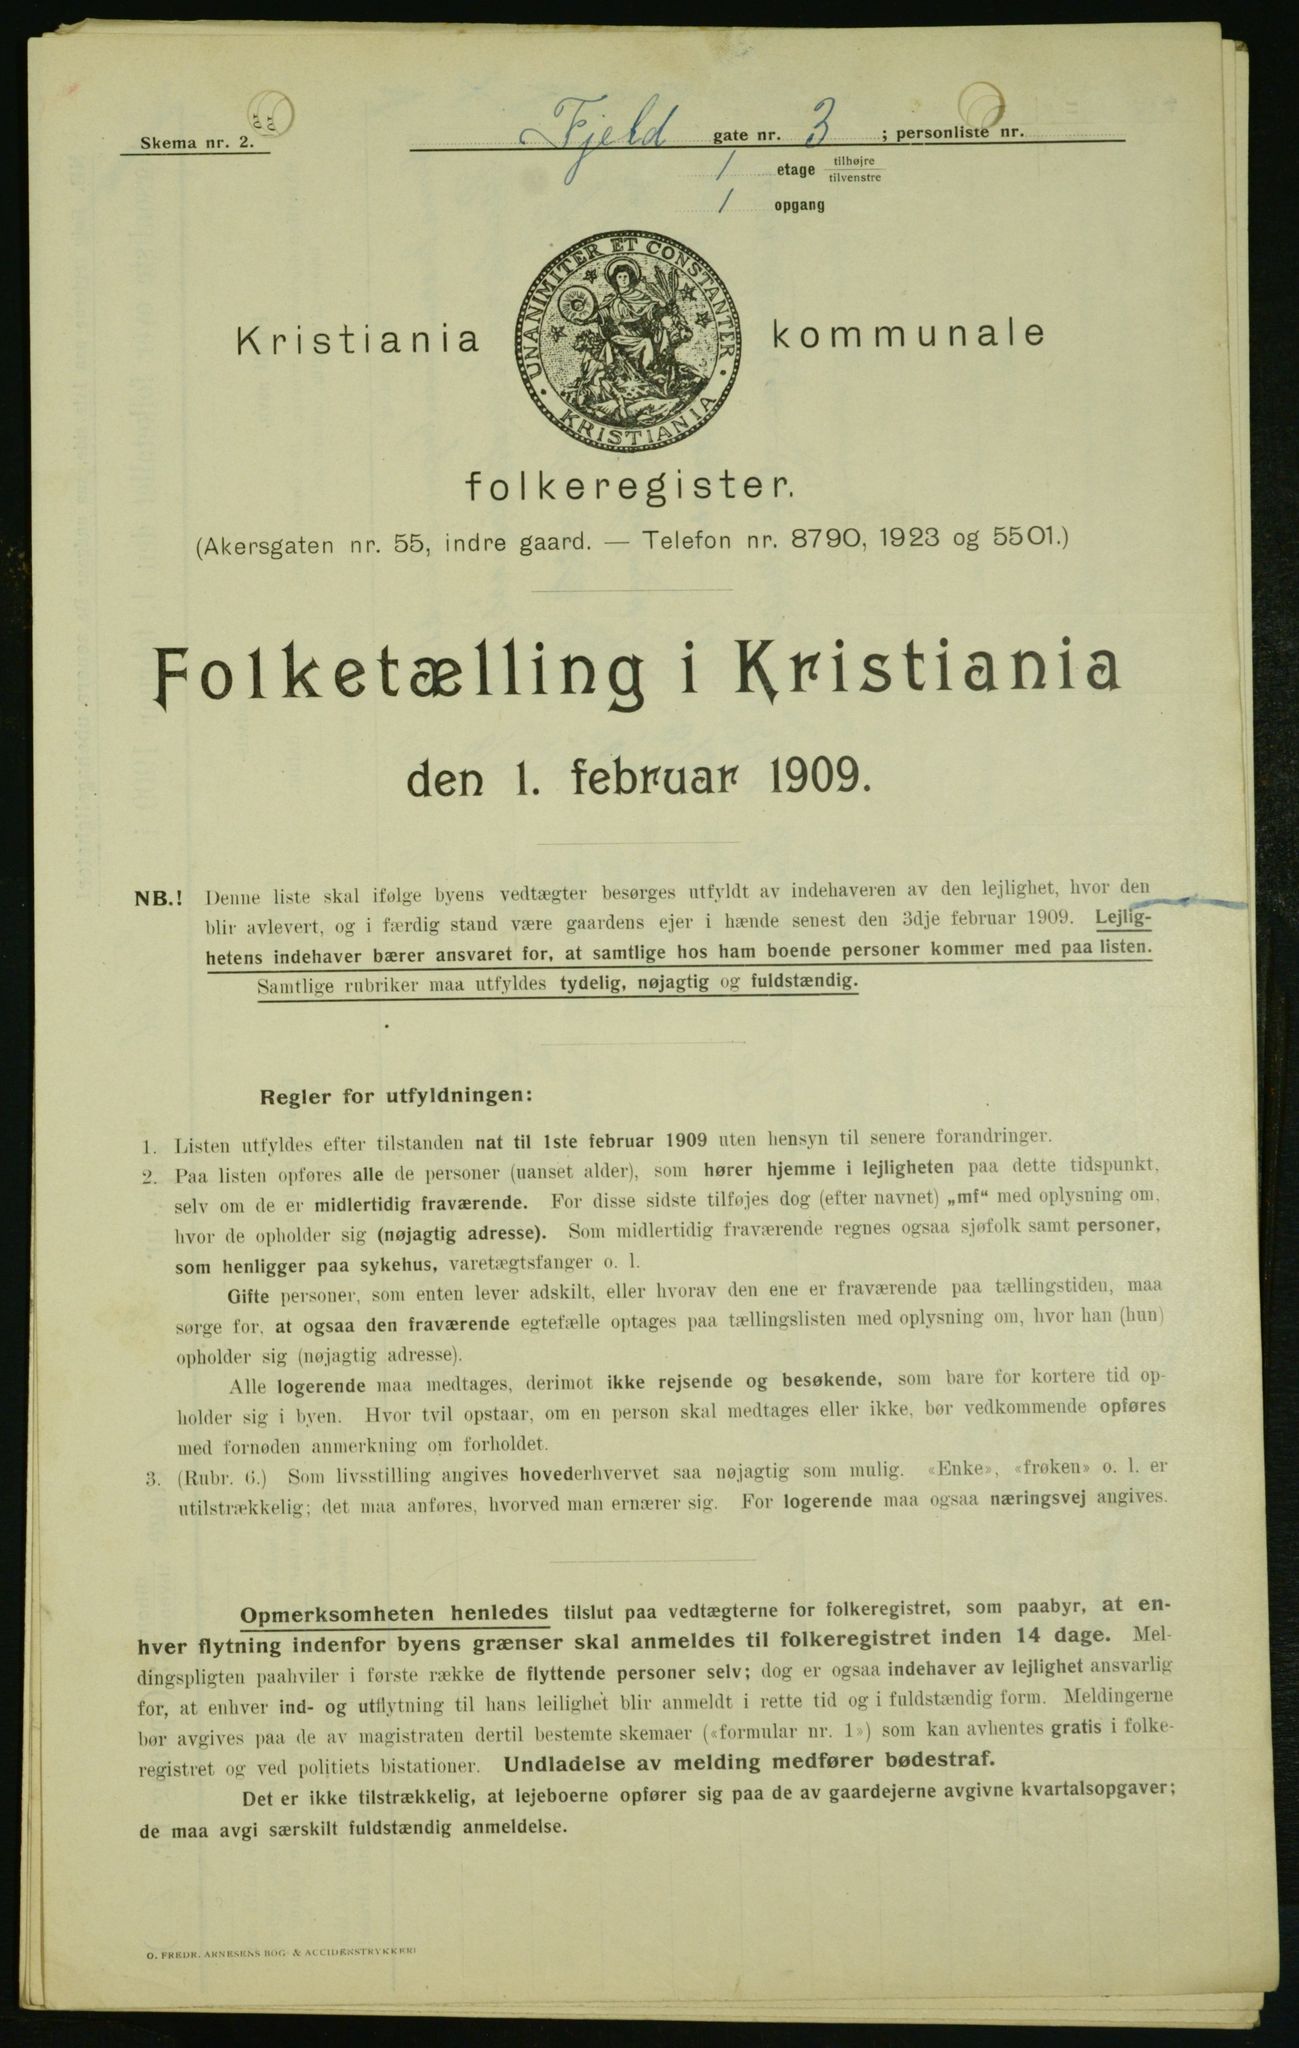 Skema nr. 2.
Fjeld gate nr. 3 ; personliste nr.
1 etage tilhøjre
tilvenstre
1 opgang
UNANIMITER ET CONSTANTER
KRISTIANIA
Kristiania kommunale
folkeregister.
(Akersgaten nr. 55, indre gaard. — Telefon nr. 8790, 1923 og 5501.)
Folketælling i Kristiania
den 1. februar 1909.
NB.! Denne liste skal ifølge byens vedtægter besørges utfyldt av indehaveren av den lejlighet, hvor den
blir avlevert, og i færdig stand være gaardens ejer i hænde senest den 3dje februar 1909. Lejlig-
hetens indehaver bærer ansvaret for, at samtlige hos ham boende personer kommer med paa listen.
Samtlige rubriker maa utfyldes tydelig, nøjagtig og fuldstændig.
Regler for utfyldningen:
1. Listen utfyldes efter tilstanden nat til 1ste februar 1909 uten hensyn til senere forandringer.
2. Paa listen opføres alle de personer (uanset alder), som hører hjemme i lejligheten paa dette tidspunkt,
selv om de er midlertidig fraværende. For disse sidste tilføjes dog (efter navnet) „mf“ med oplysning om,
hvor de opholder sig (nøjagtig adresse). Som midlertidig fraværende regnes ogsaa sjøfolk samt personer,
som henligger paa sykehus, varetægtsfanger o. l.
Gifte personer, som enten lever adskilt, eller hvorav den ene er fraværende paa tællingstiden, maa
sørge for, at ogsaa den fraværende egtefælle optages paa tællingslisten med oplysning om, hvor han (hun)
opholder sig (nøjagtig adresse).
Alle logerende maa medtages, derimot ikke rejsende og besøkende, som bare for kortere tid op-
holder sig i byen. Hvor tvil opstaar, om en person skal medtages eller ikke, bør vedkommende opføres
med fornøden anmerkning om forholdet.
3. (Rubr. 6.) Som livsstilling angives hovederhvervet saa nøjagtig som mulig. «Enke», «frøken» o. l. er
utilstrækkelig; det maa anføres, hvorved man ernærer sig. For logerende maa ogsaa næringsvej angives.
Opmerksomheten henledes tilslut paa vedtægterne for folkeregistret, som paabyr, at en-
hver flytning indenfor byens grænser skal anmeldes til folkeregistret inden 14 dage. Mel-
dingspligten paahviler i første række de flyttende personer selv; dog er ogsaa indehaver av lejlighet ansvarlig
for, at enhver ind- og utflytning til hans leilighet blir anmeldt i rette tid og i fuldstændig form. Meldingerne
bør avgives paa de av magistraten dertil bestemte skemaer («formular nr. 1») som kan avhentes gratis i folke-
registret og ved politiets bistationer. Undladelse av melding medfører bødestraf.
Det er ikke tilstrækkelig, at lejeboerne opfører sig paa de av gaardejerne avgivne kvartalsopgaver;
de maa avgi særskilt fuldstændig anmeldelse.
O. FREDR. ARNESENS BOG- & ACCIDENSTRYKKERI